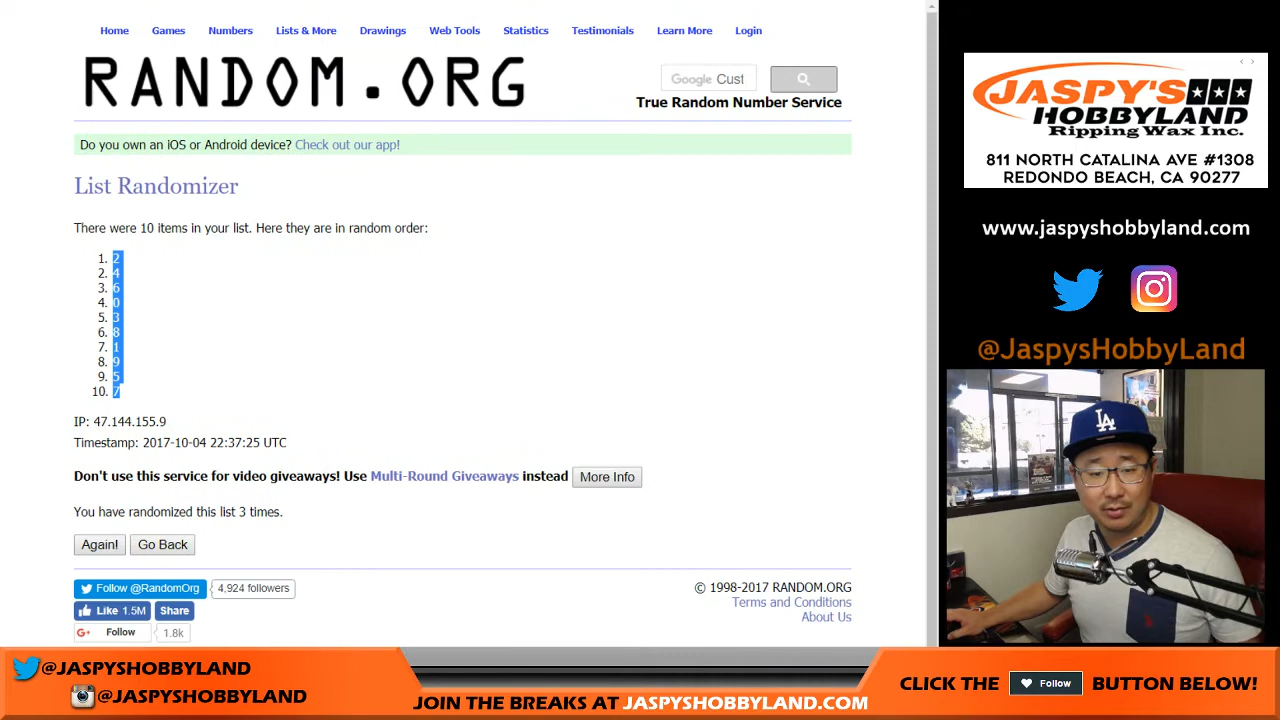 Home Games Numbers Lists & More Drawings Web Tools Statistics Testimonials Learn More Login
RANDOM.ORG
Google Cust
True Random Number Service
Do you own an iOS or Android device? Check out our app!
List Randomizer
There were 10 items in your list. Here they are in random order:
1. 2
2. 4
3. 6
4. 0
5. 3
6. 8
7. 1
8. 9
9. 5
10. 7
IP: 47.144.155.9
Timestamp: 2017-10-04 22:37:25 UTC
Don't use this service for video giveaways! Use Multi-Round Giveaways instead More Info
You have randomized this list 3 times.
Again! Go Back
Follow @RandomOrg 4,924 followers
Like 1.5M Share
G+ Follow 1.8k
© 1998-2017 RANDOM.ORG
Terms and Conditions
About Us
JASPY'S
HOBBYLAND
Ripping Wax Inc.
811 NORTH CATALINA AVE #1308
REDONDO BEACH, CA 90277
www.jaspyshobbyland.com
@JaspysHobbyLand
LA
@JASPYSHOBBYLAND
@JASPYSHOBBYLAND
JOIN THE BREAKS AT JASPYSHOBBYLAND.COM
CLICK THE Follow BUTTON BELOW!